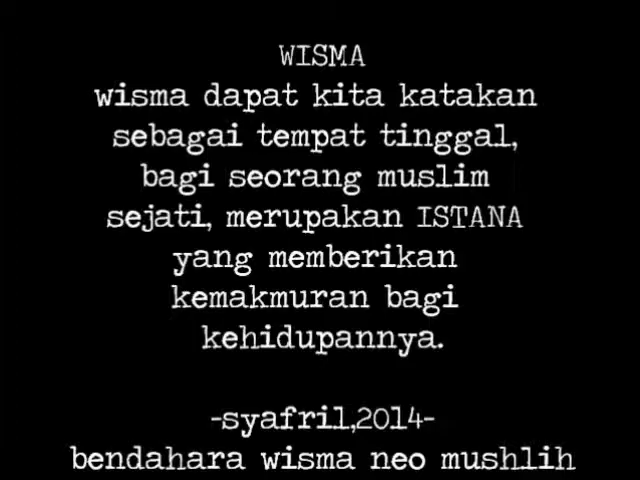 WISMA
wisma dapat kita katakan
sebagai tempat tinggal,
bagi seorang muslim
sejati, merupakan ISTANA
yang memberikan
kemakmuran bagi
kehidupannya.
-syafril,2014-
bendahara wisma neo mushlih